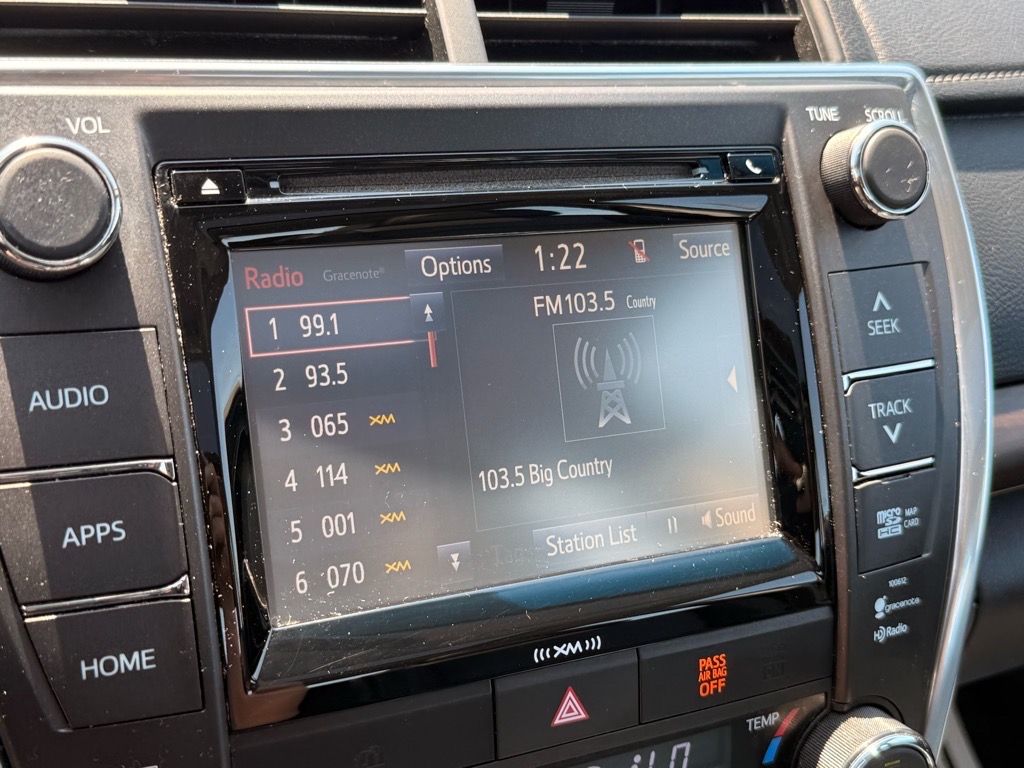 VOL
TUNE SCROLL
Radio Gracenote® Options 1:22 Source
FM103.5 Country
1 99.1
2 93.5
3 065 XM
4 114 XM
5 001 XM
6 070 XM
103.5 Big Country
Station List Sound
AUDIO
APPS
HOME
SEEK
TRACK
micro SD HC MAP CARD
100612
gracenote
HD Radio
((( XM )))
PASS
AIR BAG
OFF
TEMP